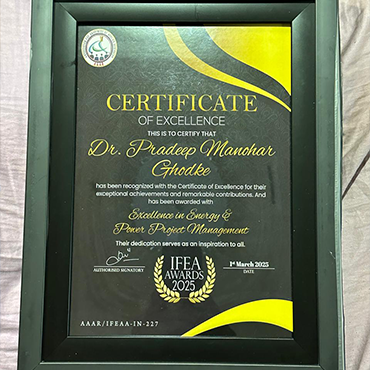 CERTIFICATE
OF EXCELLENCE
THIS IS TO CERTIFY THAT
Dr. Pradeep Manohar
Ghodke
has been recognized with the Certificate of Excellence for their
exceptional achievements and remarkable contributions. And
has been awarded with
Excellence in Energy &
Power Project Management
Their dedication serves as an inspiration to all.
AUTHORISED SIGNATORY
IFEA
AWARDS
2025
1st March 2025
DATE
AAAR/IFEAA-IN-227